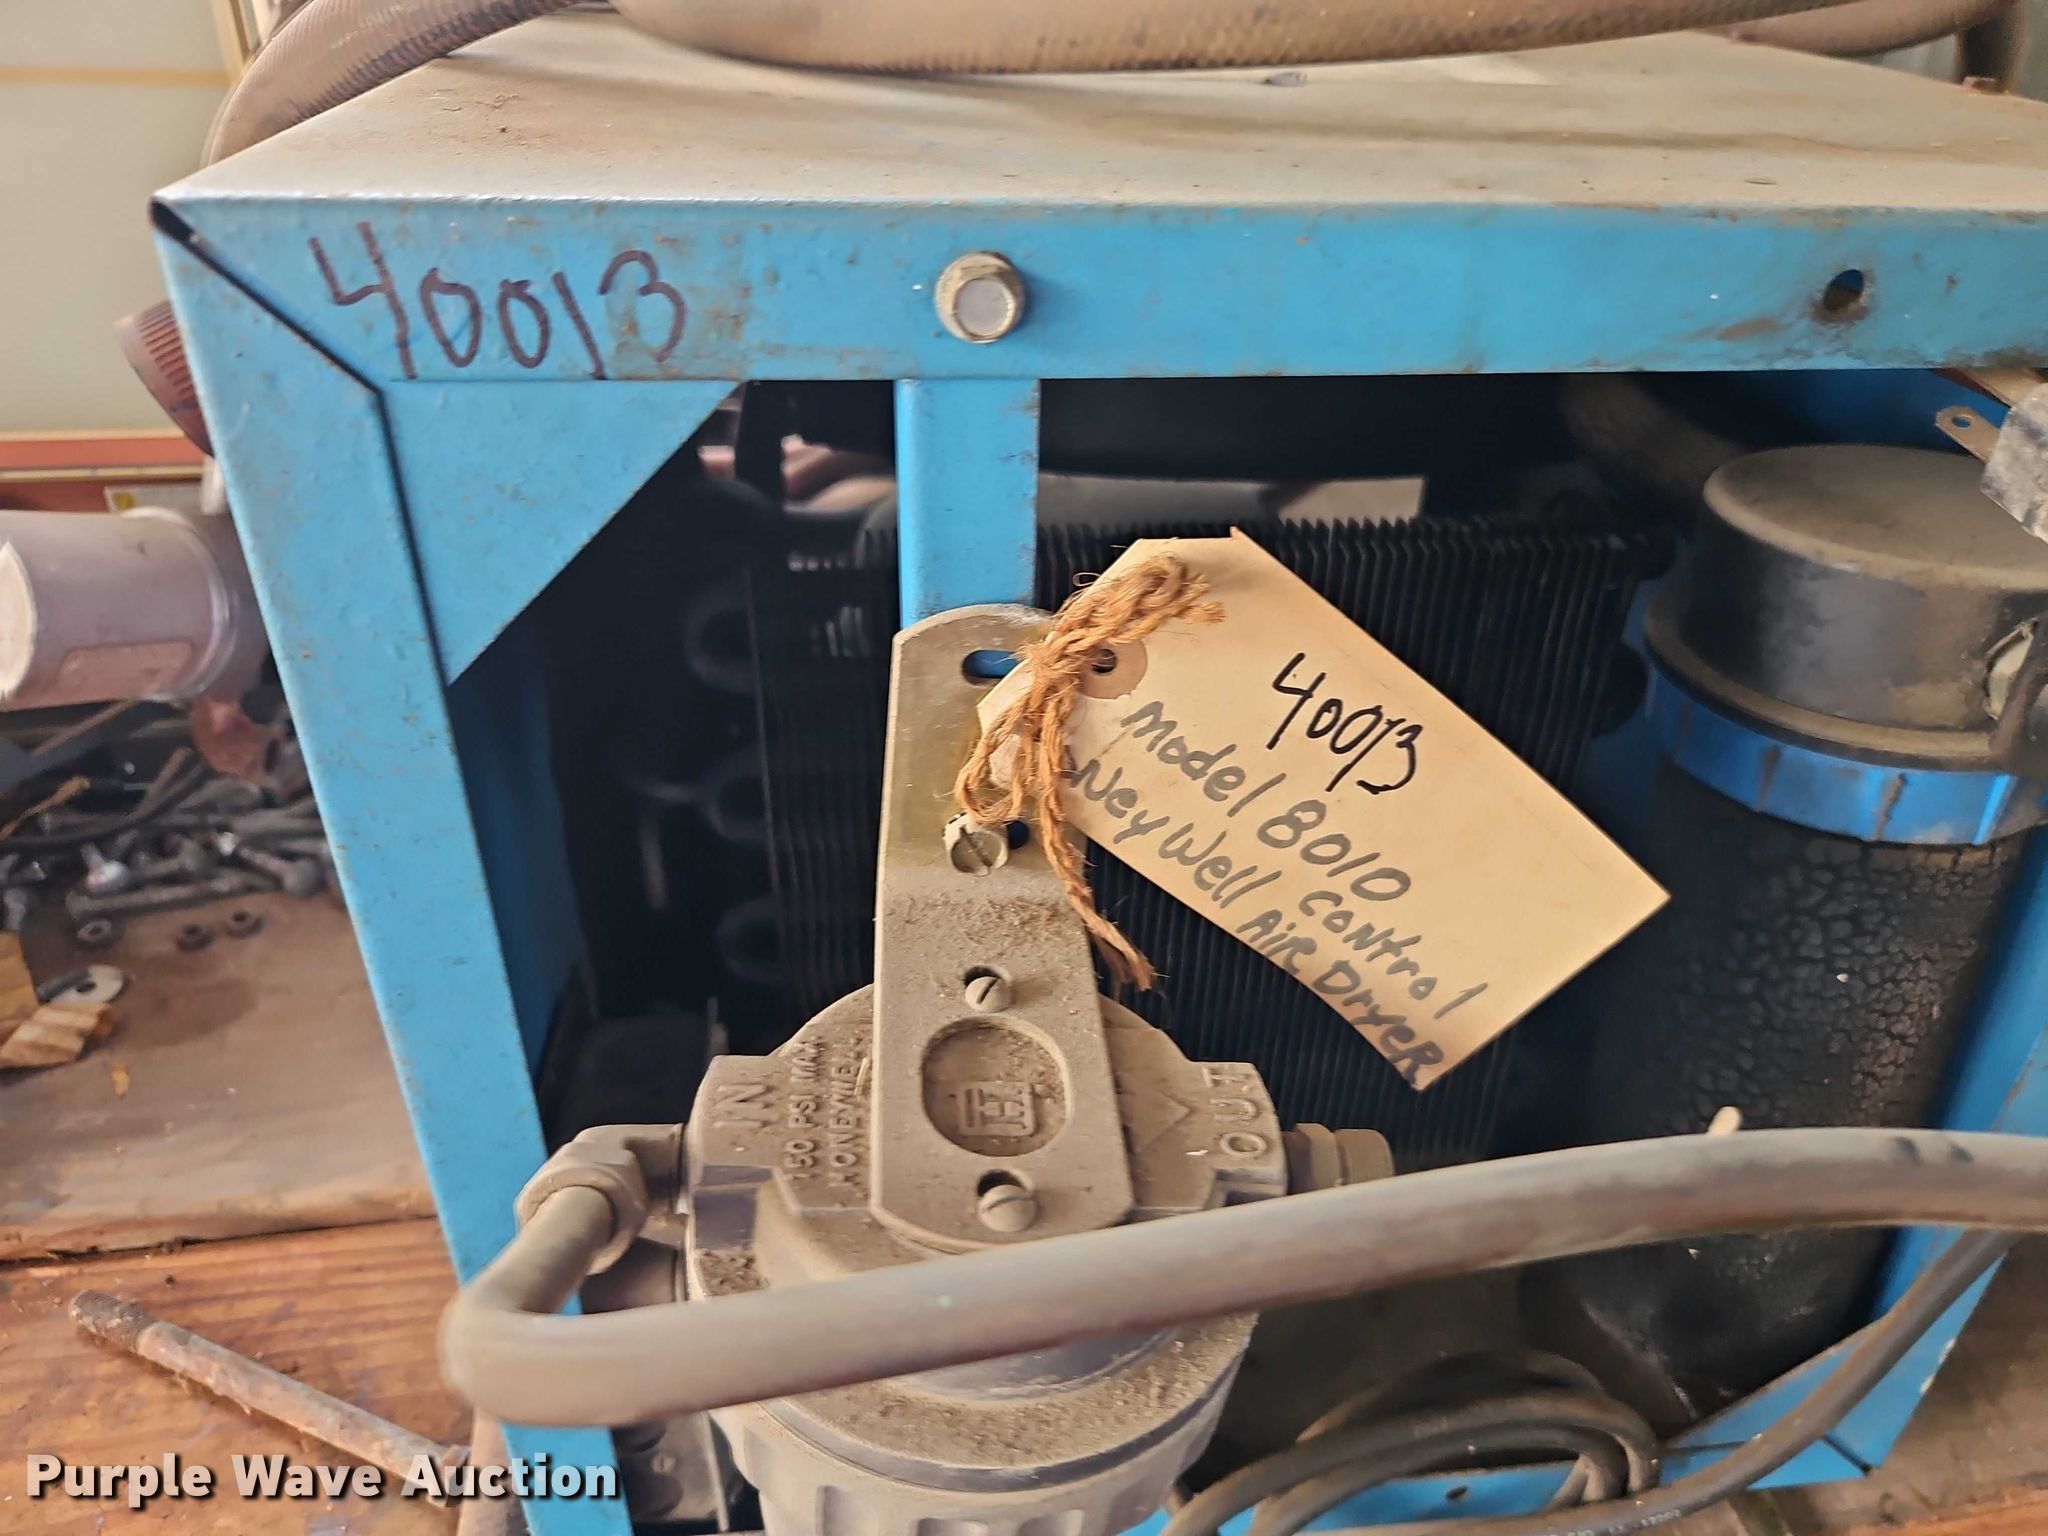 40013
40013
Model 8010
Control
Neywell Air Dryer
IN
150 PSI MAX
HONEYWELL
OUT
H
Purple Wave Auction